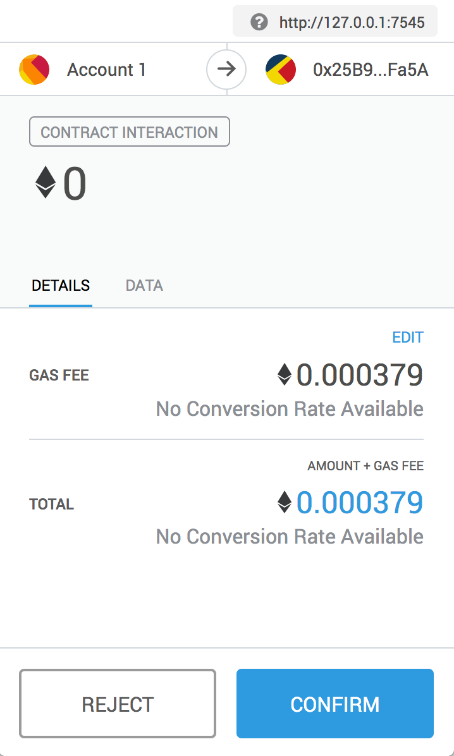 http://127.0.0.1:7545
Account 1
0x25B9...Fa5A
CONTRACT INTERACTION
0
DETAILS DATA
EDIT
GAS FEE 0.000379
No Conversion Rate Available
AMOUNT + GAS FEE
TOTAL 0.000379
No Conversion Rate Available
REJECT CONFIRM